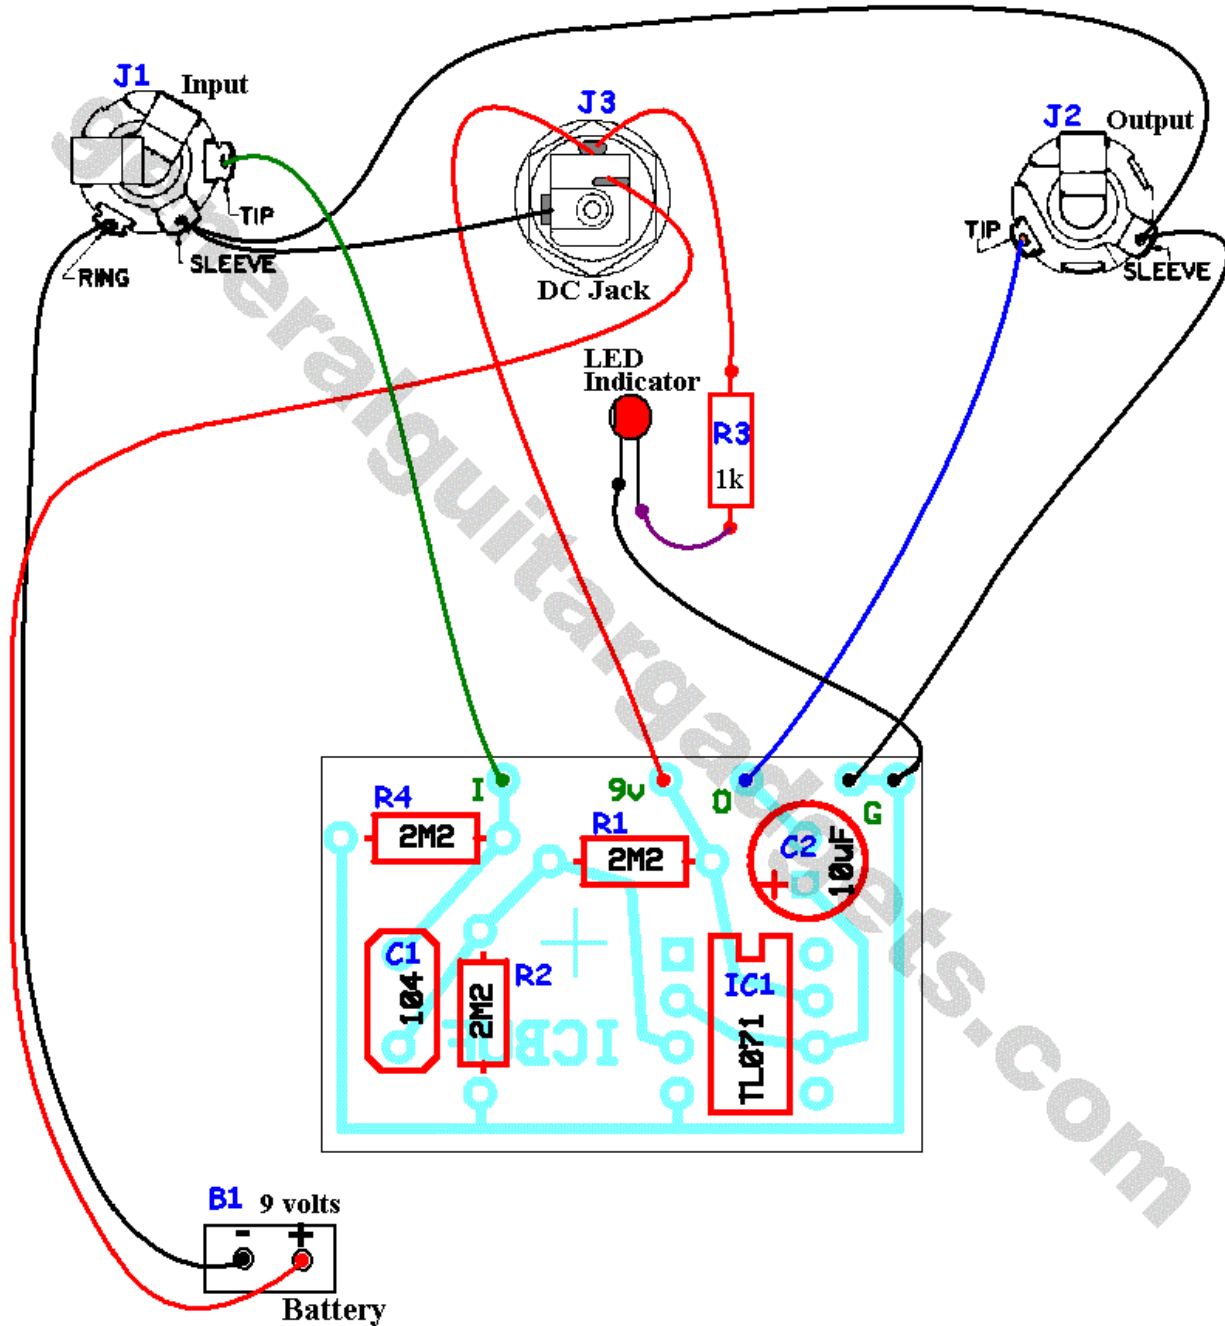 J1 Input
J3
J2 Output
TIP
SLEEVE
RING
DC Jack
TIP
SLEEVE
LED
Indicator
R3
1k
I
9v
O
G
R4
2M2
R1
2M2
C2
10uF
+
C1
104
R2
2M2
IC1
TL071
ICBUF
B1 9 volts
- +
Battery
generalguitargadgets.com